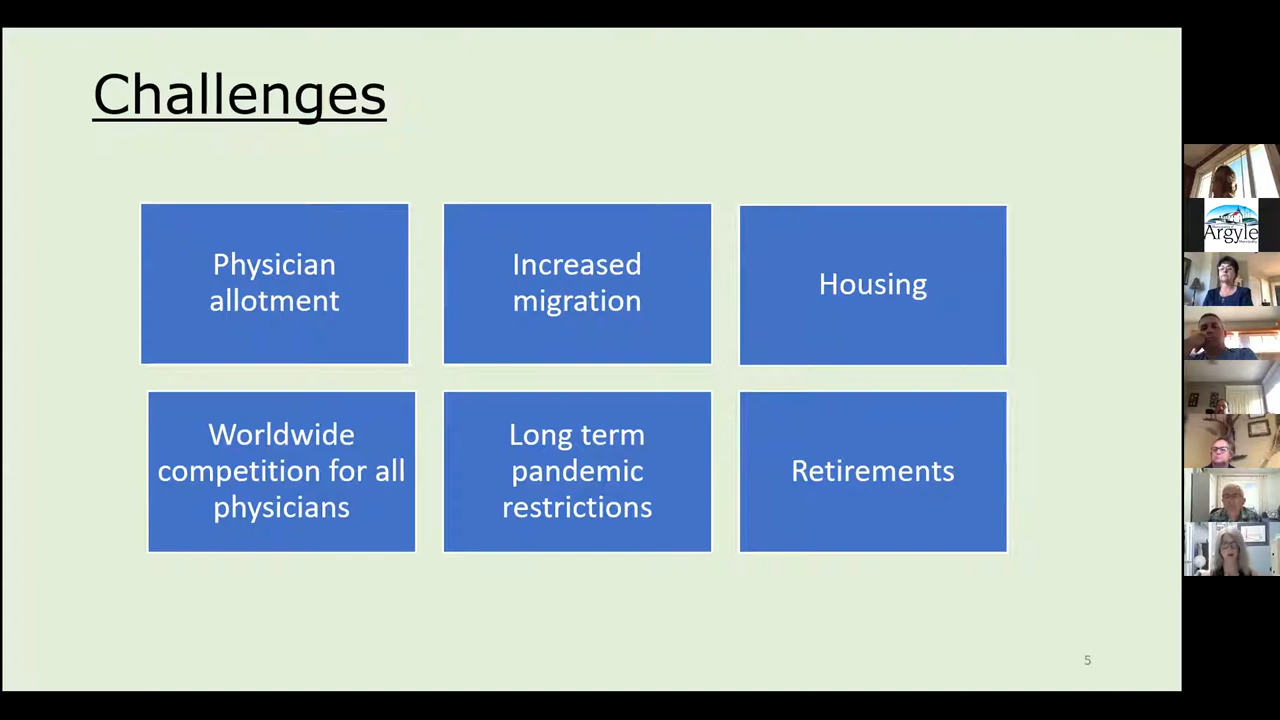 Challenges
Physician
allotment
Increased
migration
Housing
Worldwide
competition for all
physicians
Long term
pandemic
restrictions
Retirements
5
Argyle